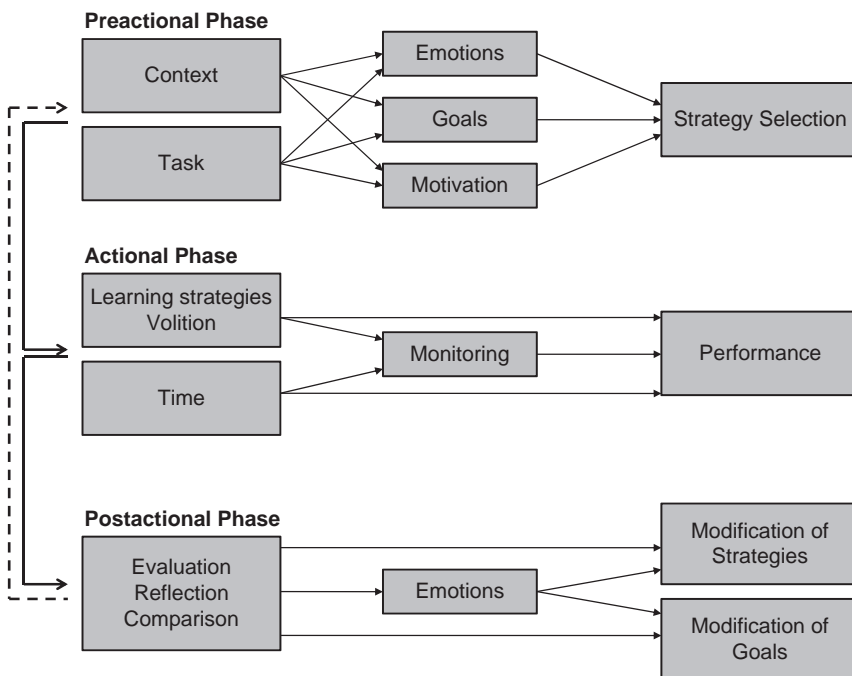 Preactional Phase
Context
Task
Emotions
Goals
Motivation
Strategy Selection
Actional Phase
Learning strategies
Volition
Time
Monitoring
Performance
Postactional Phase
Evaluation
Reflection
Comparison
Emotions
Modification of
Strategies
Modification of
Goals